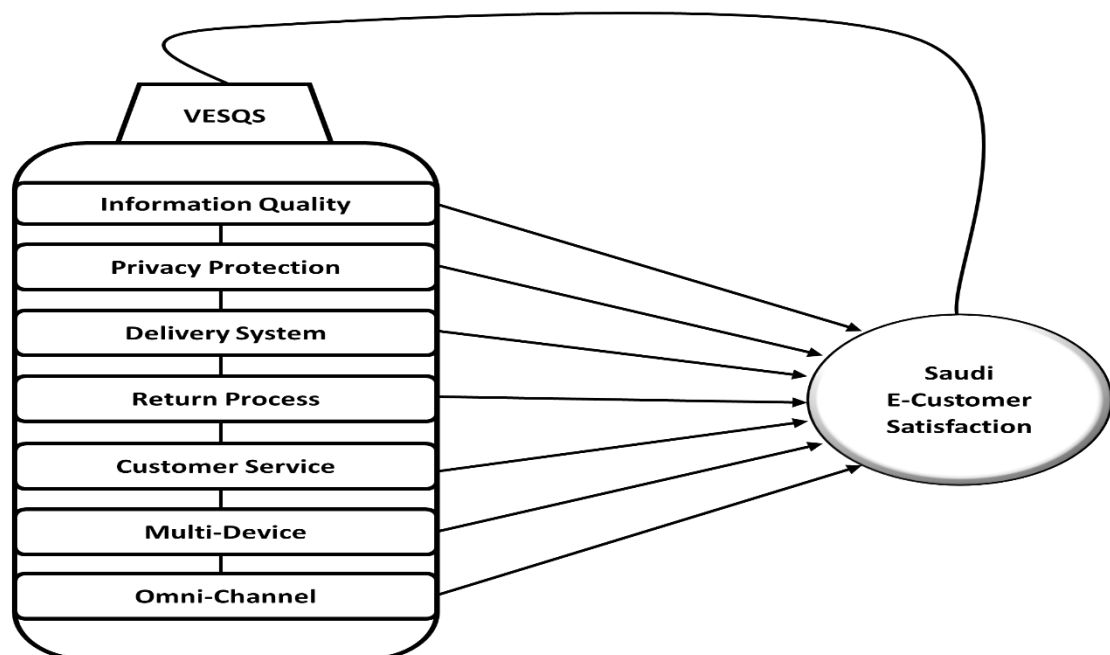 VESQS
Information Quality
Privacy Protection
Delivery System
Return Process
Customer Service
Multi-Device
Omni-Channel
Saudi
E-Customer
Satisfaction